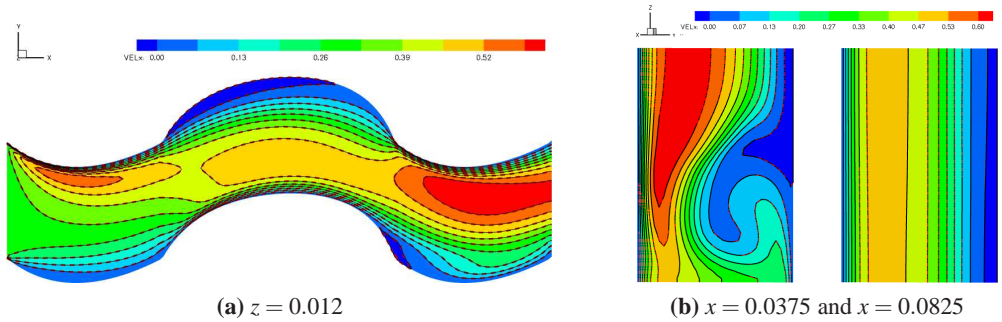 Y
Z X
VELx: 0.00 0.13 0.26 0.39 0.52
(a) z = 0.012
Z
X
VELx: 0.00 0.07 0.13 0.20 0.27 0.33 0.40 0.47 0.53 0.60
(b) x = 0.0375 and x = 0.0825